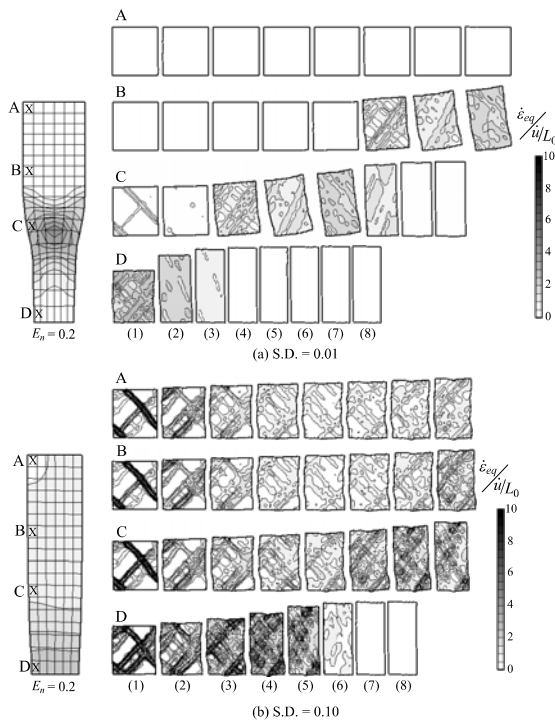 A
B
C
D
A
B
C
D
E_n = 0.2
ε̇_eq / u̇/L_0
10
8
6
4
2
0
(1) (2) (3) (4) (5) (6) (7) (8)
(a) S.D. = 0.01
A
B
C
D
A
B
C
D
E_n = 0.2
ε̇_eq / u̇/L_0
10
8
6
4
2
0
(1) (2) (3) (4) (5) (6) (7) (8)
(b) S.D. = 0.10